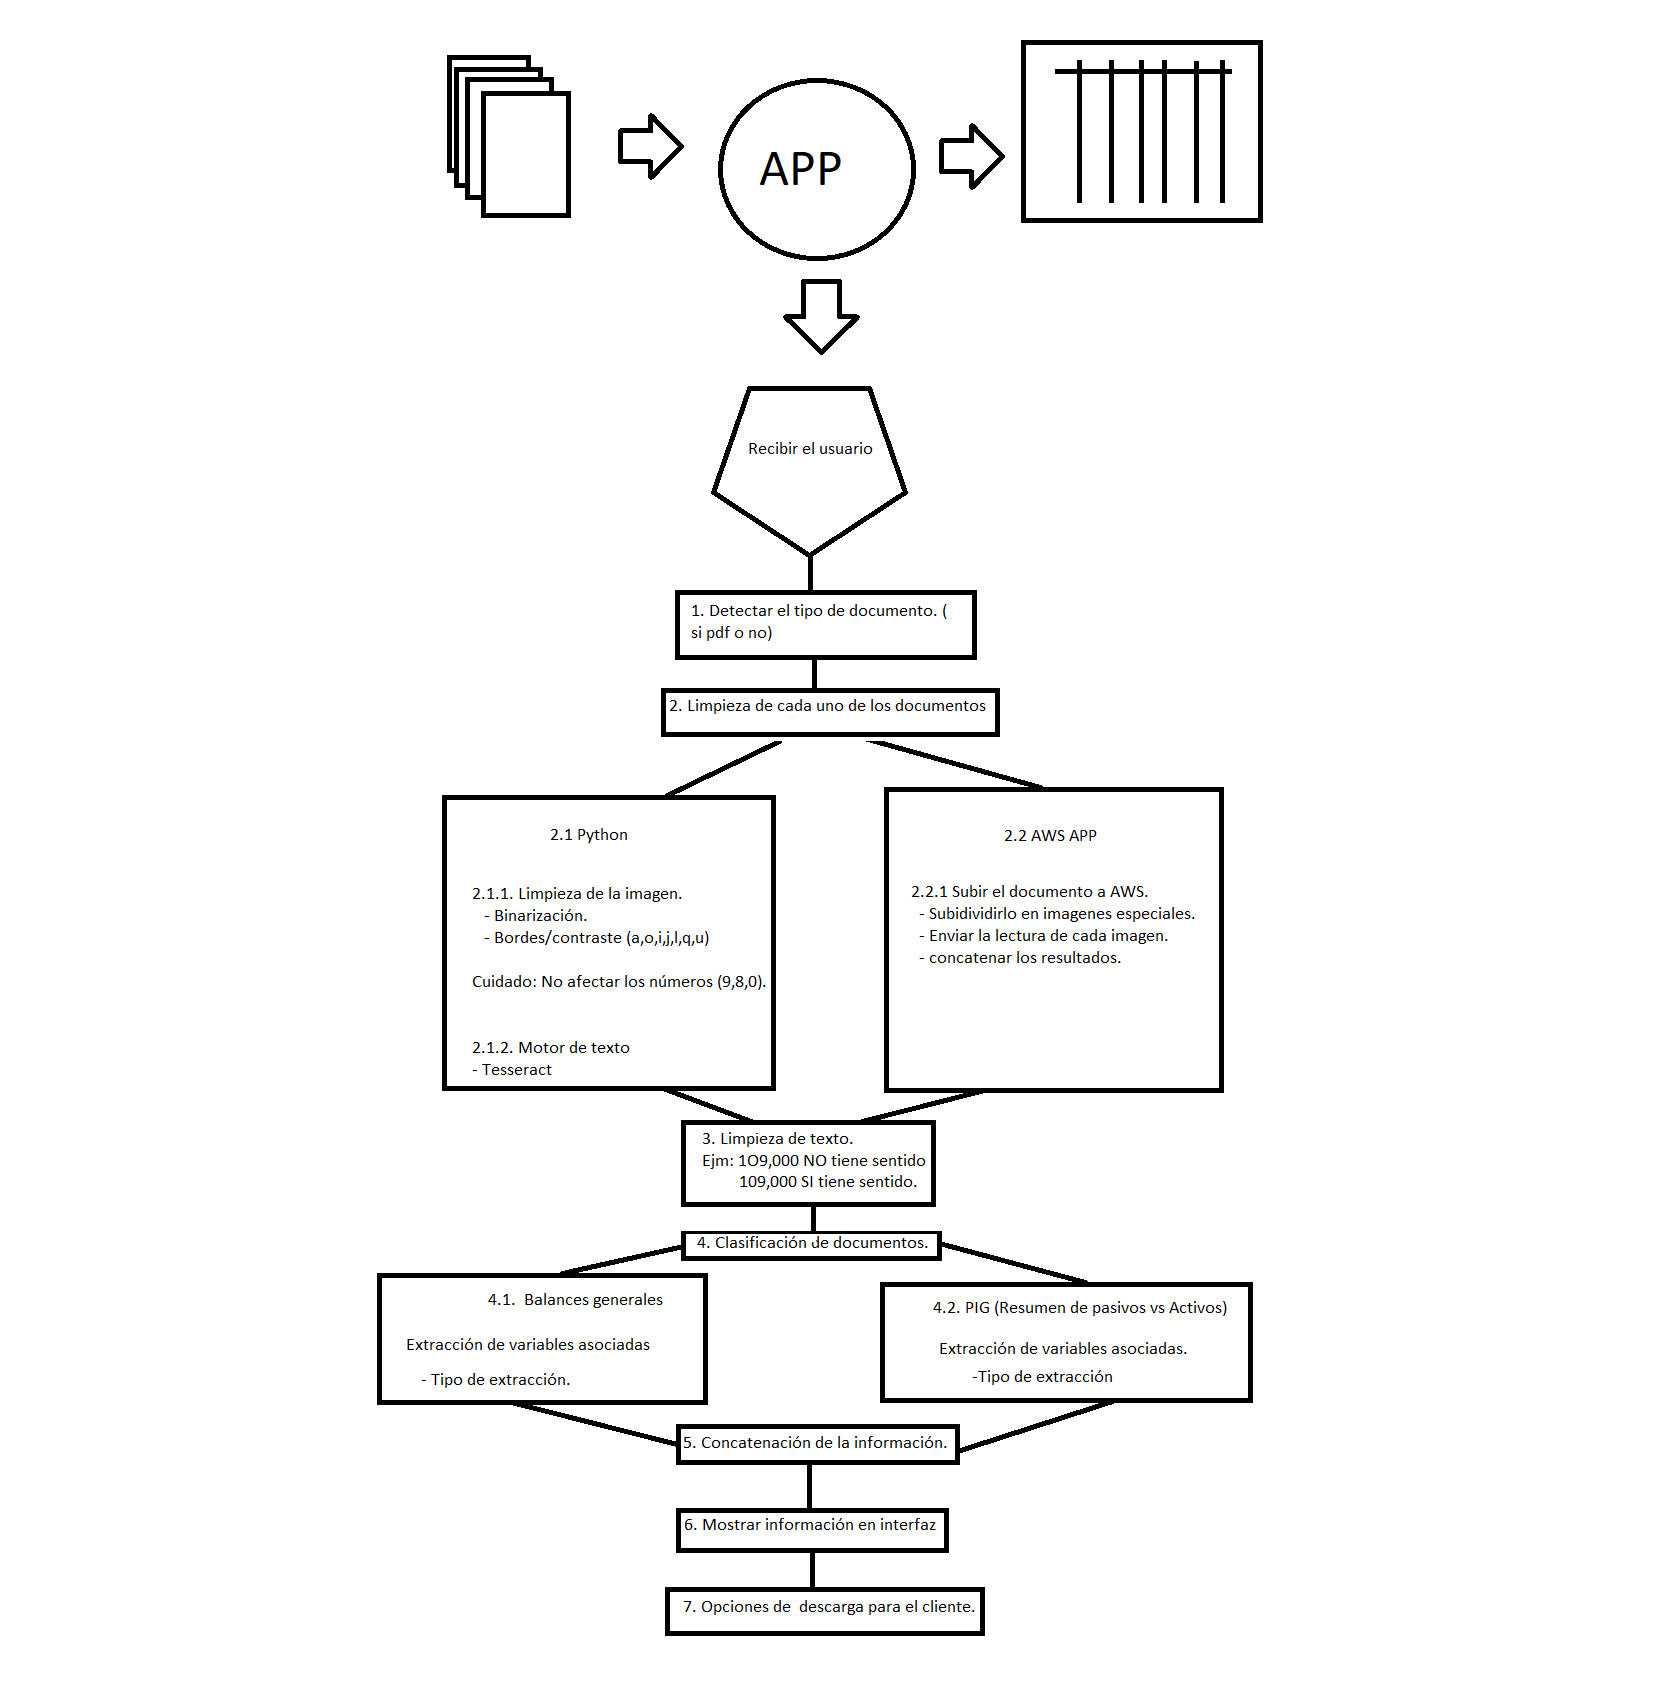 APP
Recibir el usuario
1. Detectar el tipo de documento. (
si pdf o no)
2. Limpieza de cada uno de los documentos
2.1 Python
2.1.1. Limpieza de la imagen.
- Binarización.
- Bordes/contraste (a,o,i,j,l,q,u)
Cuidado: No afectar los números (9,8,0).
2.1.2. Motor de texto
- Tesseract
2.2 AWS APP
2.2.1 Subir el documento a AWS.
- Subidividirlo en imagenes especiales.
- Enviar la lectura de cada imagen.
- concatenar los resultados.
3. Limpieza de texto.
Ejm: 1O9,000 NO tiene sentido
109,000 SI tiene sentido.
4. Clasificación de documentos.
4.1. Balances generales
Extracción de variables asociadas
- Tipo de extracción.
4.2. PIG (Resumen de pasivos vs Activos)
Extracción de variables asociadas.
-Tipo de extracción
5. Concatenación de la información.
6. Mostrar información en interfaz
7. Opciones de descarga para el cliente.